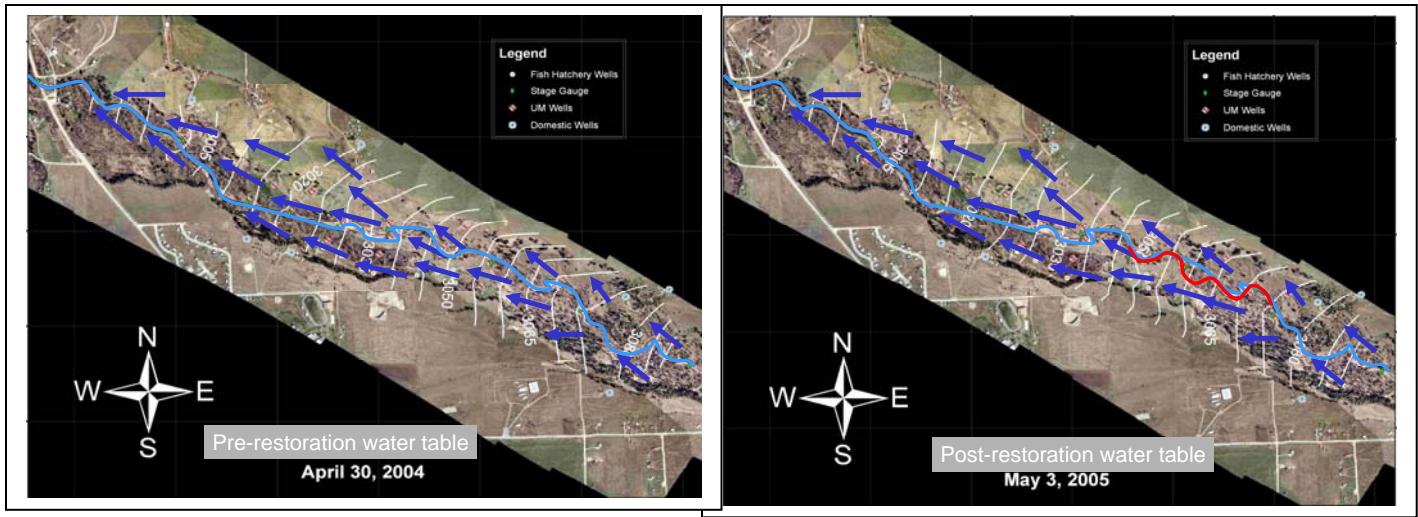 Legend
Fish Hatchery Wells
Stage Gauge
UM Wells
Domestic Wells
3005
3020
3050
3065
N
W E
S
Pre-restoration water table
April 30, 2004
Legend
Fish Hatchery Wells
Stage Gauge
UM Wells
Domestic Wells
N
W E
S
Post-restoration water table
May 3, 2005